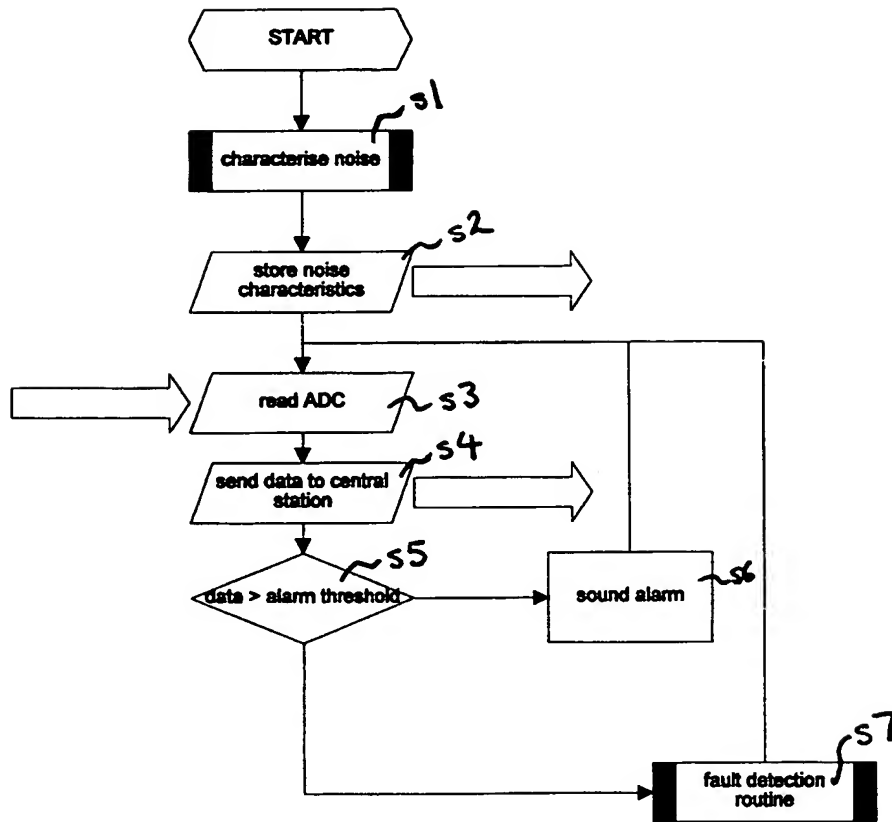 START
s1
characterise noise
s2
store noise
characteristics
read ADC
s3
s4
send data to central
station
s5
data > alarm threshold
sound alarm
s6
s7
fault detection
routine